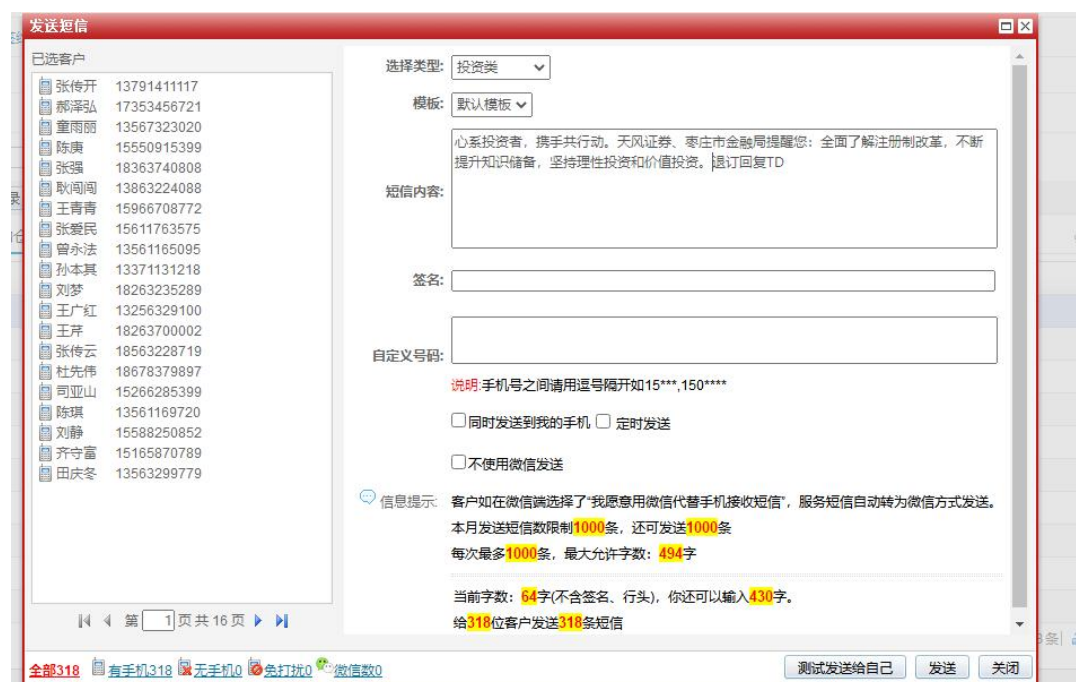 发送短信
已选客户
张传开 13791411117
郝泽弘 17353456721
童雨丽 13567323020
陈庚 15550915399
张强 18363740808
耿闯闯 13863224088
王青青 15966708772
张爱民 15611763575
曾永法 13561165095
孙本其 13371131218
刘梦 18263235289
王广红 13256329100
王芹 18263700002
张传云 18563228719
杜先伟 18678379897
司亚山 15266285399
陈琪 13561169720
刘静 15588250852
齐守富 15165870789
田庆冬 13563299779
第 1 页 共 16 页
选择类型: 投资类
模板: 默认模板
短信内容:
心系投资者，携手共行动。天风证券、枣庄市金融局提醒您：全面了解注册制改革，不断
提升知识储备，坚持理性投资和价值投资。退订回复TD
签名:
自定义号码:
说明:手机号之间请用逗号隔开如15***,150****
同时发送到我的手机 定时发送
不使用微信发送
信息提示: 客户如在微信端选择了“我愿意用微信代替手机接收短信”，服务短信自动转为微信方式发送。
本月发送短信数限制1000条，还可发送1000条
每次最多1000条，最大允许字数：494字
当前字数：64字(不含签名、行头)，你还可以输入430字。
给318位客户发送318条短信
全部318 有手机318 无手机0 免打扰0 微信数0
测试发送给自己 发送 关闭